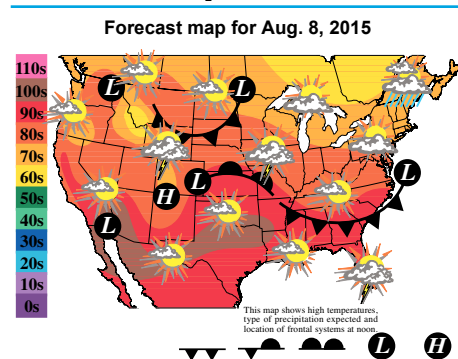 Forecast map for Aug. 8, 2015
110s
100s
90s
80s
70s
60s
50s
40s
30s
20s
10s
0s
L
L
L
L
H
L
This map shows high temperatures,
type of precipitation expected and
location of frontal systems at noon.
L
H